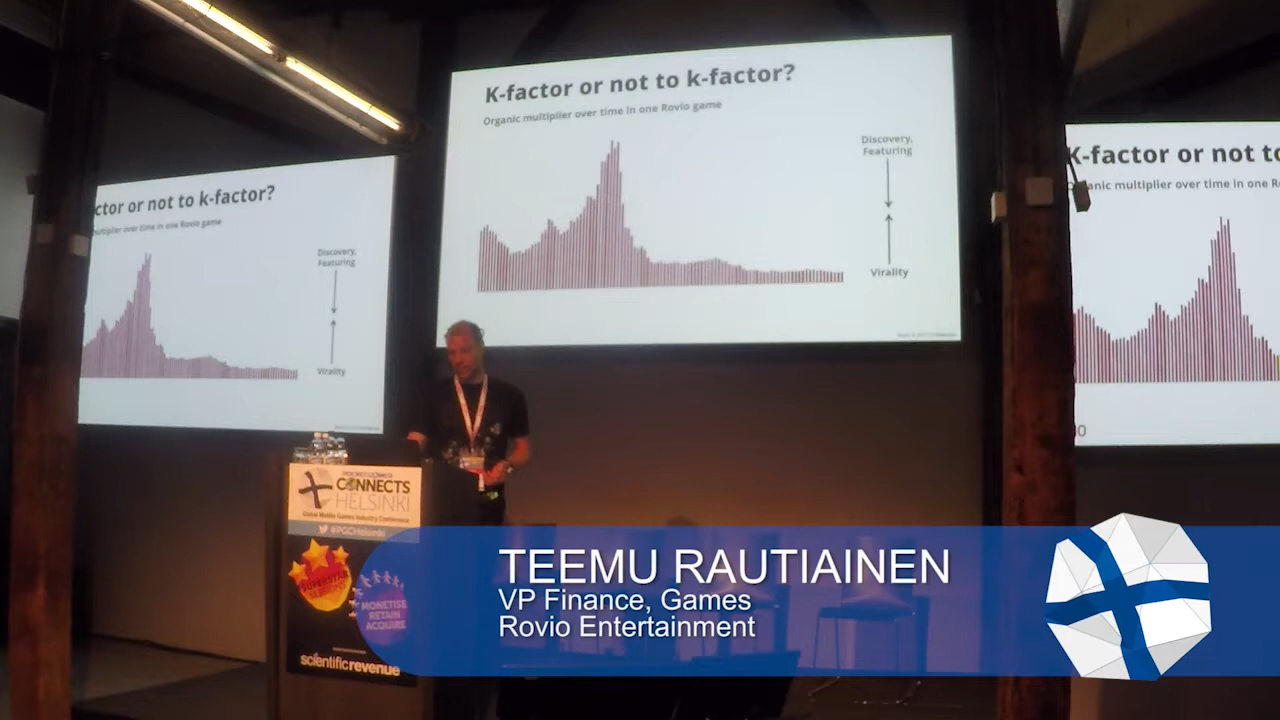 K-factor or not to k-factor?
Organic multiplier over time in one Rovio game
Discovery,
Featuring
Virality
ctor or not to k-factor?
multiplier over time in one Rovio game
Discovery,
Featuring
Virality
K-factor or not to
Organic multiplier over time in one R
CONNECTS
HELSINKI
Global Mobile Games Industry Conference
#PGCHelsinki
SUPERSTAR
SESSIONS
MONETISE
RETAIN
ACQUIRE
scientificrevenue
TEEMU RAUTIAINEN
VP Finance, Games
Rovio Entertainment